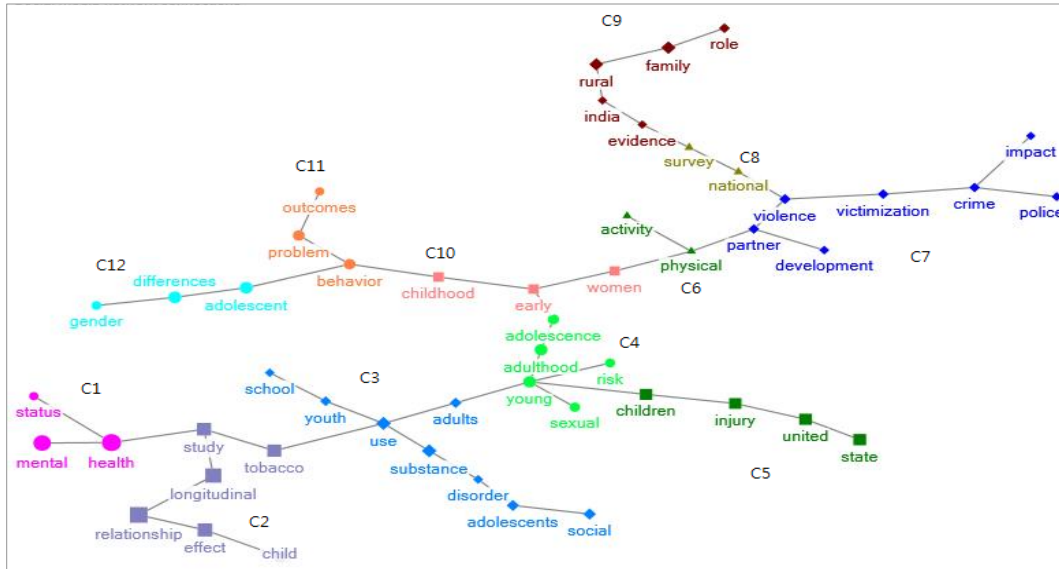 C9
role
family
rural
india
evidence
impact
survey
C8
national
C11
outcomes
violence
victimization
crime
police
activity
partner
problem
C10
physical
development
C7
C12
differences
behavior
childhood
women
C6
gender
adolescent
early
adolescence
C4
adulthood
risk
C3
school
young
C1
children
status
youth
adults
sexual
injury
united
use
state
mental
health
study
tobacco
substance
C5
longitudinal
disorder
adolescents
social
relationship
C2
effect
child